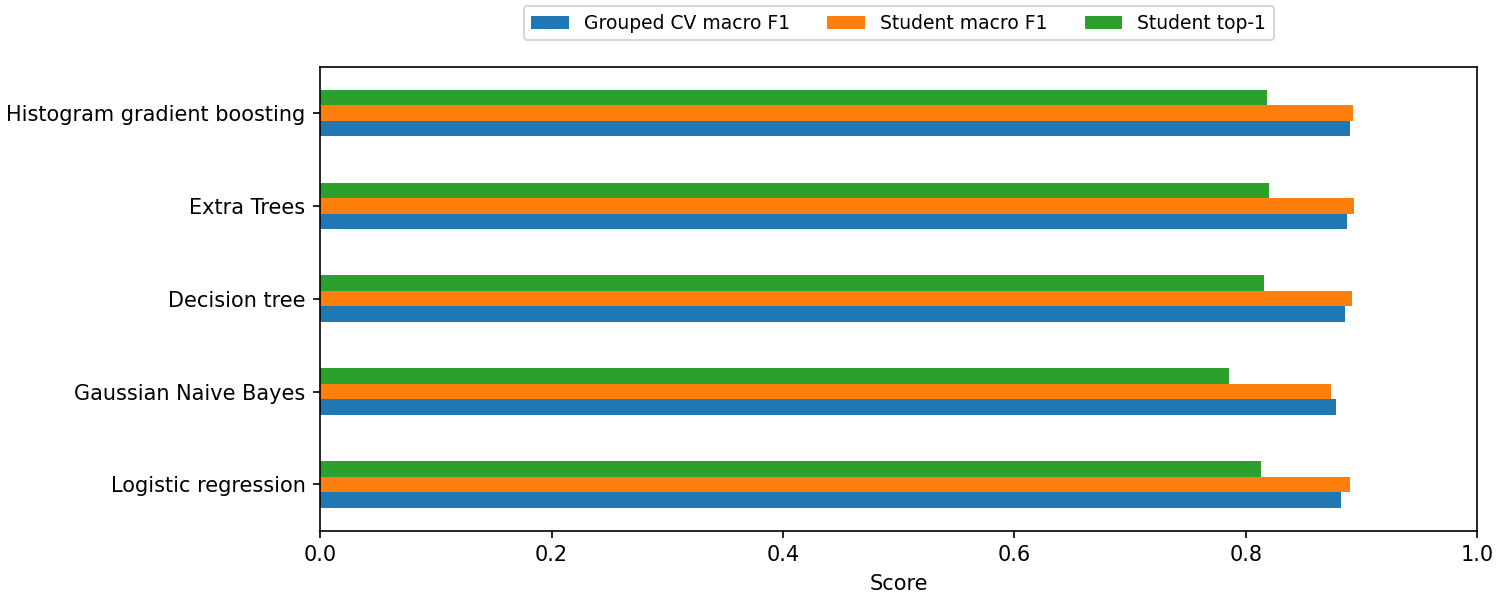 Grouped CV macro F1
Student macro F1
Student top-1
Histogram gradient boosting
Extra Trees
Decision tree
Gaussian Naive Bayes
Logistic regression
0.0
0.2
0.4
0.6
0.8
1.0
Score